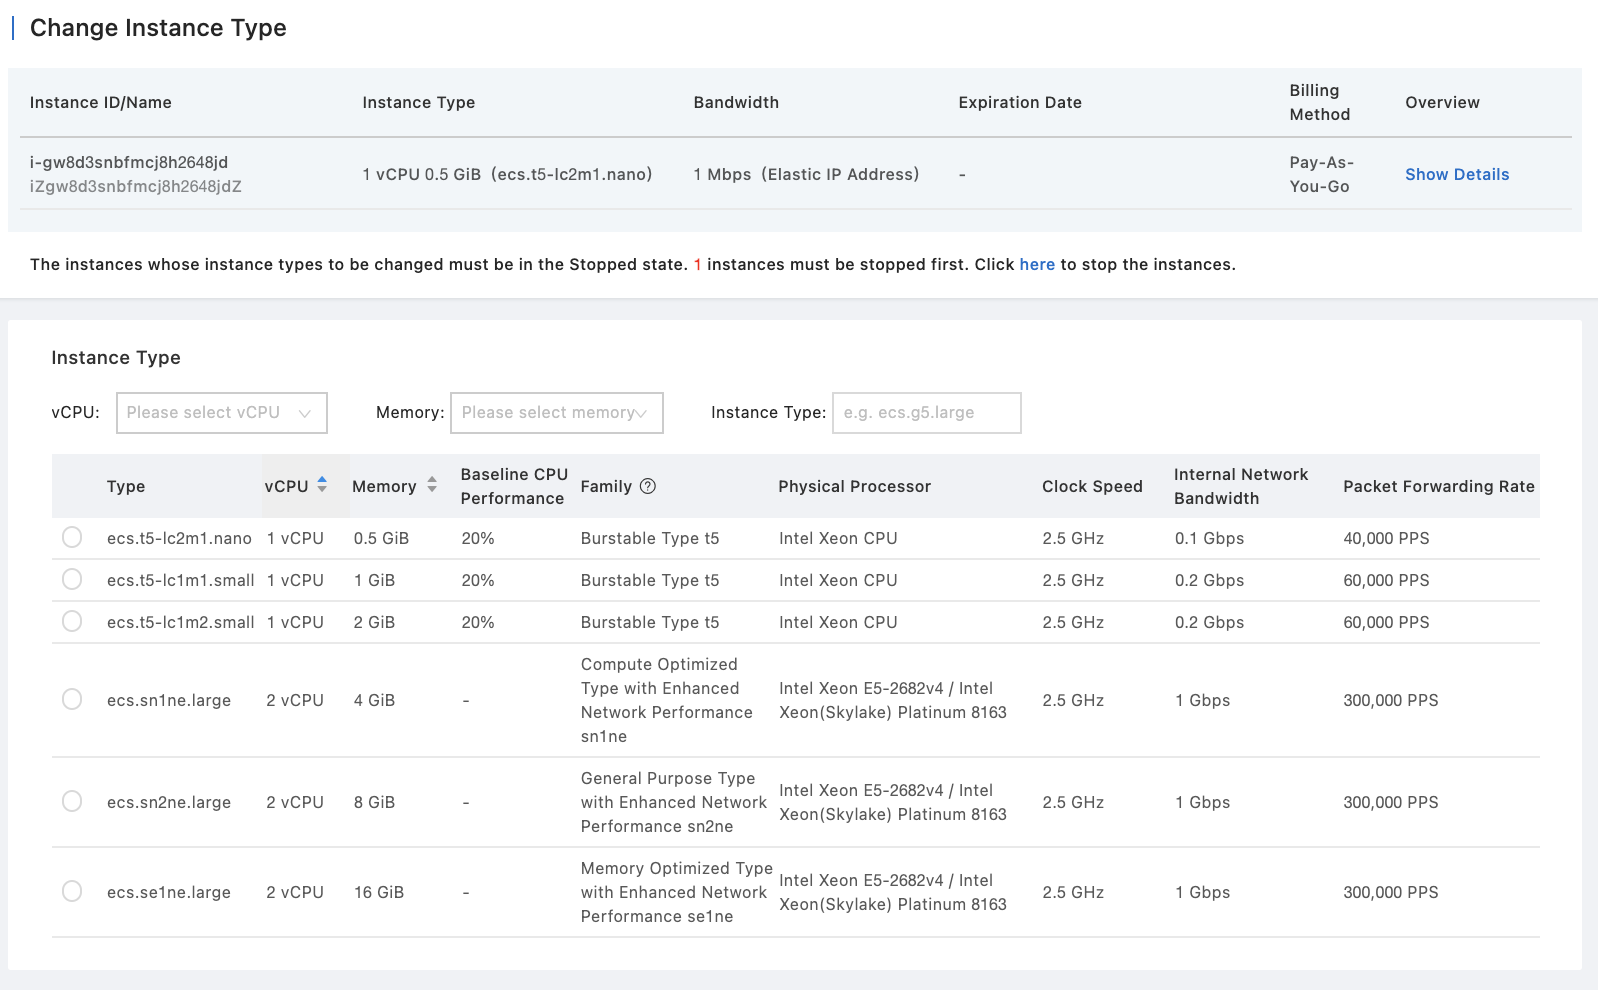 Change Instance Type
Instance ID/Name Instance Type Bandwidth Expiration Date Billing Method Overview
i-gw8d3snbfmcj8h2648jd
iZgw8d3snbfmcj8h2648jdZ
1 vCPU 0.5 GiB (ecs.t5-lc2m1.nano) 1 Mbps (Elastic IP Address) - Pay-As-You-Go Show Details
The instances whose instance types to be changed must be in the Stopped state. 1 instances must be stopped first. Click here to stop the instances.
Instance Type
vCPU: Please select vCPU Memory: Please select memory Instance Type: e.g. ecs.g5.large
Type vCPU Memory Baseline CPU Performance Family ? Physical Processor Clock Speed Internal Network Bandwidth Packet Forwarding Rate
ecs.t5-lc2m1.nano 1 vCPU 0.5 GiB 20% Burstable Type t5 Intel Xeon CPU 2.5 GHz 0.1 Gbps 40,000 PPS
ecs.t5-lc1m1.small 1 vCPU 1 GiB 20% Burstable Type t5 Intel Xeon CPU 2.5 GHz 0.2 Gbps 60,000 PPS
ecs.t5-lc1m2.small 1 vCPU 2 GiB 20% Burstable Type t5 Intel Xeon CPU 2.5 GHz 0.2 Gbps 60,000 PPS
ecs.sn1ne.large 2 vCPU 4 GiB - Compute Optimized Type with Enhanced Network Performance sn1ne Intel Xeon E5-2682v4 / Intel Xeon(Skylake) Platinum 8163 2.5 GHz 1 Gbps 300,000 PPS
ecs.sn2ne.large 2 vCPU 8 GiB - General Purpose Type with Enhanced Network Performance sn2ne Intel Xeon E5-2682v4 / Intel Xeon(Skylake) Platinum 8163 2.5 GHz 1 Gbps 300,000 PPS
ecs.se1ne.large 2 vCPU 16 GiB - Memory Optimized Type with Enhanced Network Performance se1ne Intel Xeon E5-2682v4 / Intel Xeon(Skylake) Platinum 8163 2.5 GHz 1 Gbps 300,000 PPS